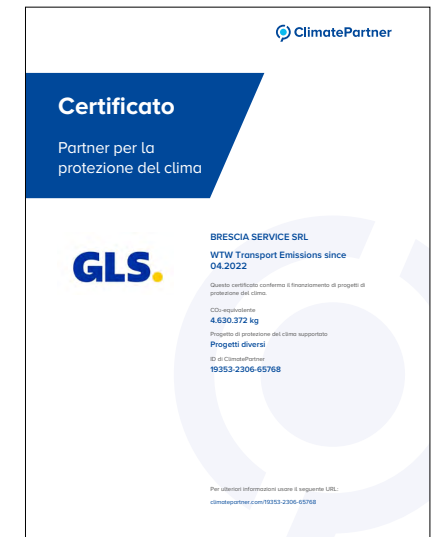 ClimatePartner
Certificato
Partner per la
protezione del clima
GLS.
BRESCIA SERVICE SRL
WTW Transport Emissions since
04.2022
Questo certificato conferma il finanziamento di progetti di
protezione del clima.
CO₂-equivalente
4.630.372 kg
Progetto di protezione del clima supportato
Progetti diversi
ID di ClimatePartner
19353-2306-65768
Per ulteriori informazioni usare il seguente URL:
climatepartner.com/19353-2306-65768